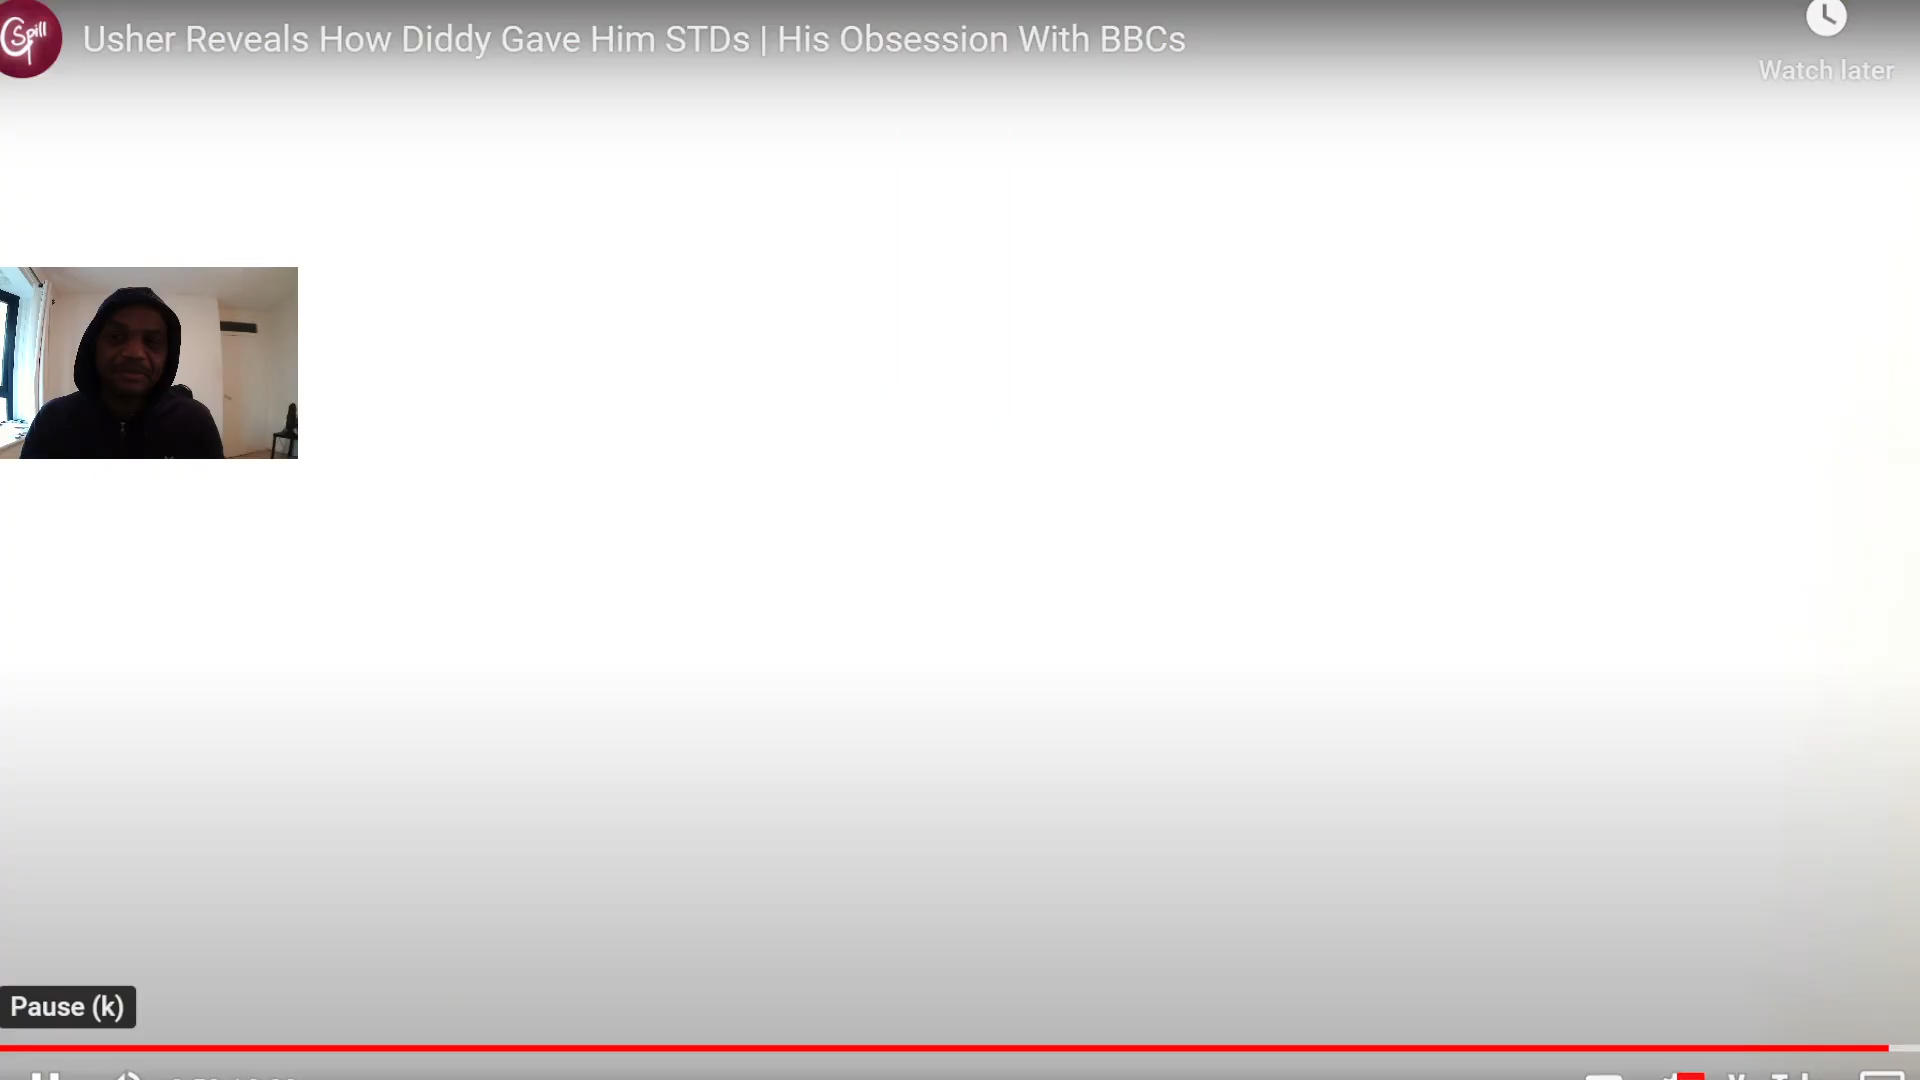 Spill
Usher Reveals How Diddy Gave Him STDs | His Obsession With BBCs
Watch later
Pause (k)